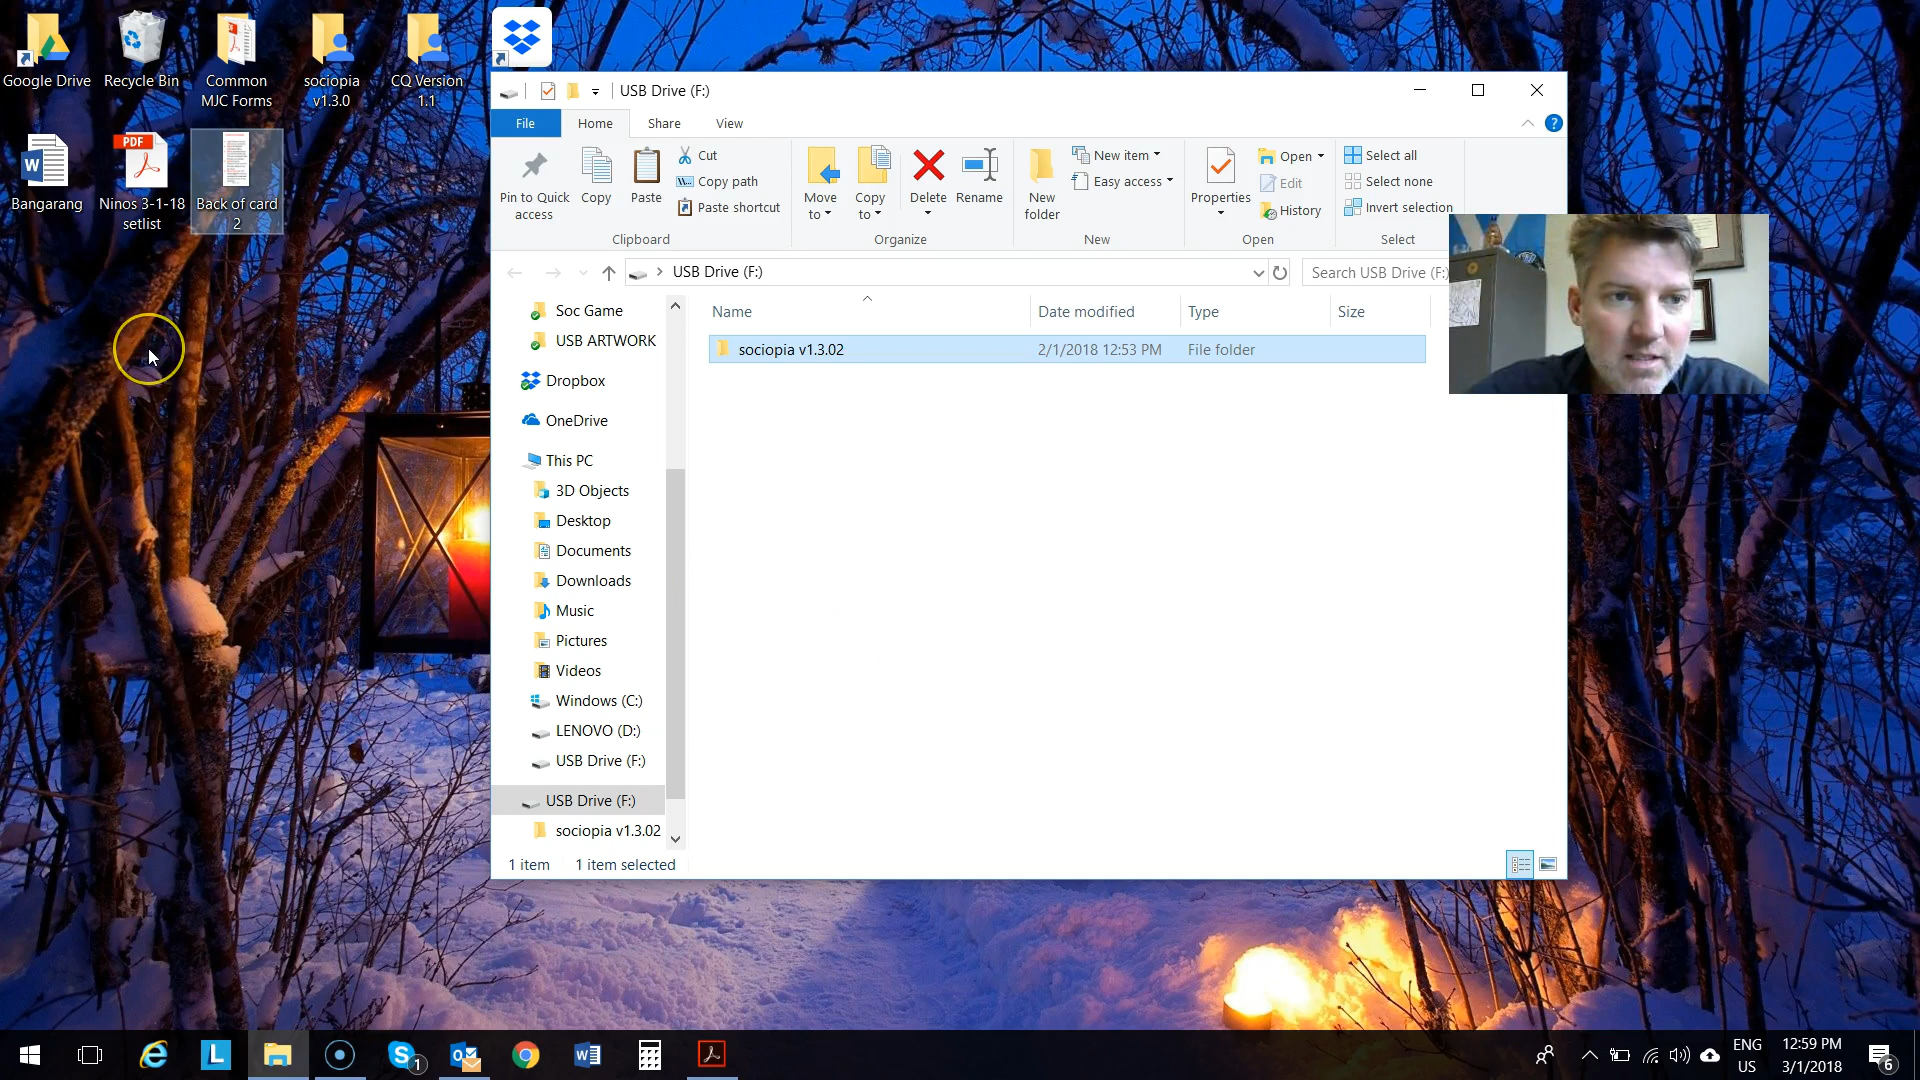 Google Drive
Recycle Bin
Common
MJC Forms
sociopia
v1.3.0
CQ Version
1.1
Bangarang
PDF
Ninos 3-1-18
setlist
Back of card
2
USB Drive (F:)
File
Home
Share
View
?
Pin to Quick
access
Copy
Paste
Cut
Copy path
Paste shortcut
Clipboard
Move
to
Copy
to
Delete
Rename
Organize
New
folder
New item
Easy access
New
Properties
Open
Edit
History
Open
Select all
Select none
Invert selection
Select
USB Drive (F:)
Search USB Drive (F:)
Name
Date modified
Type
Size
sociopia v1.3.02
2/1/2018 12:53 PM
File folder
Soc Game
USB ARTWORK
Dropbox
OneDrive
This PC
3D Objects
Desktop
Documents
Downloads
Music
Pictures
Videos
Windows (C:)
LENOVO (D:)
USB Drive (F:)
USB Drive (F:)
sociopia v1.3.02
1 item
1 item selected
L
1
ENG
US
12:59 PM
3/1/2018
6